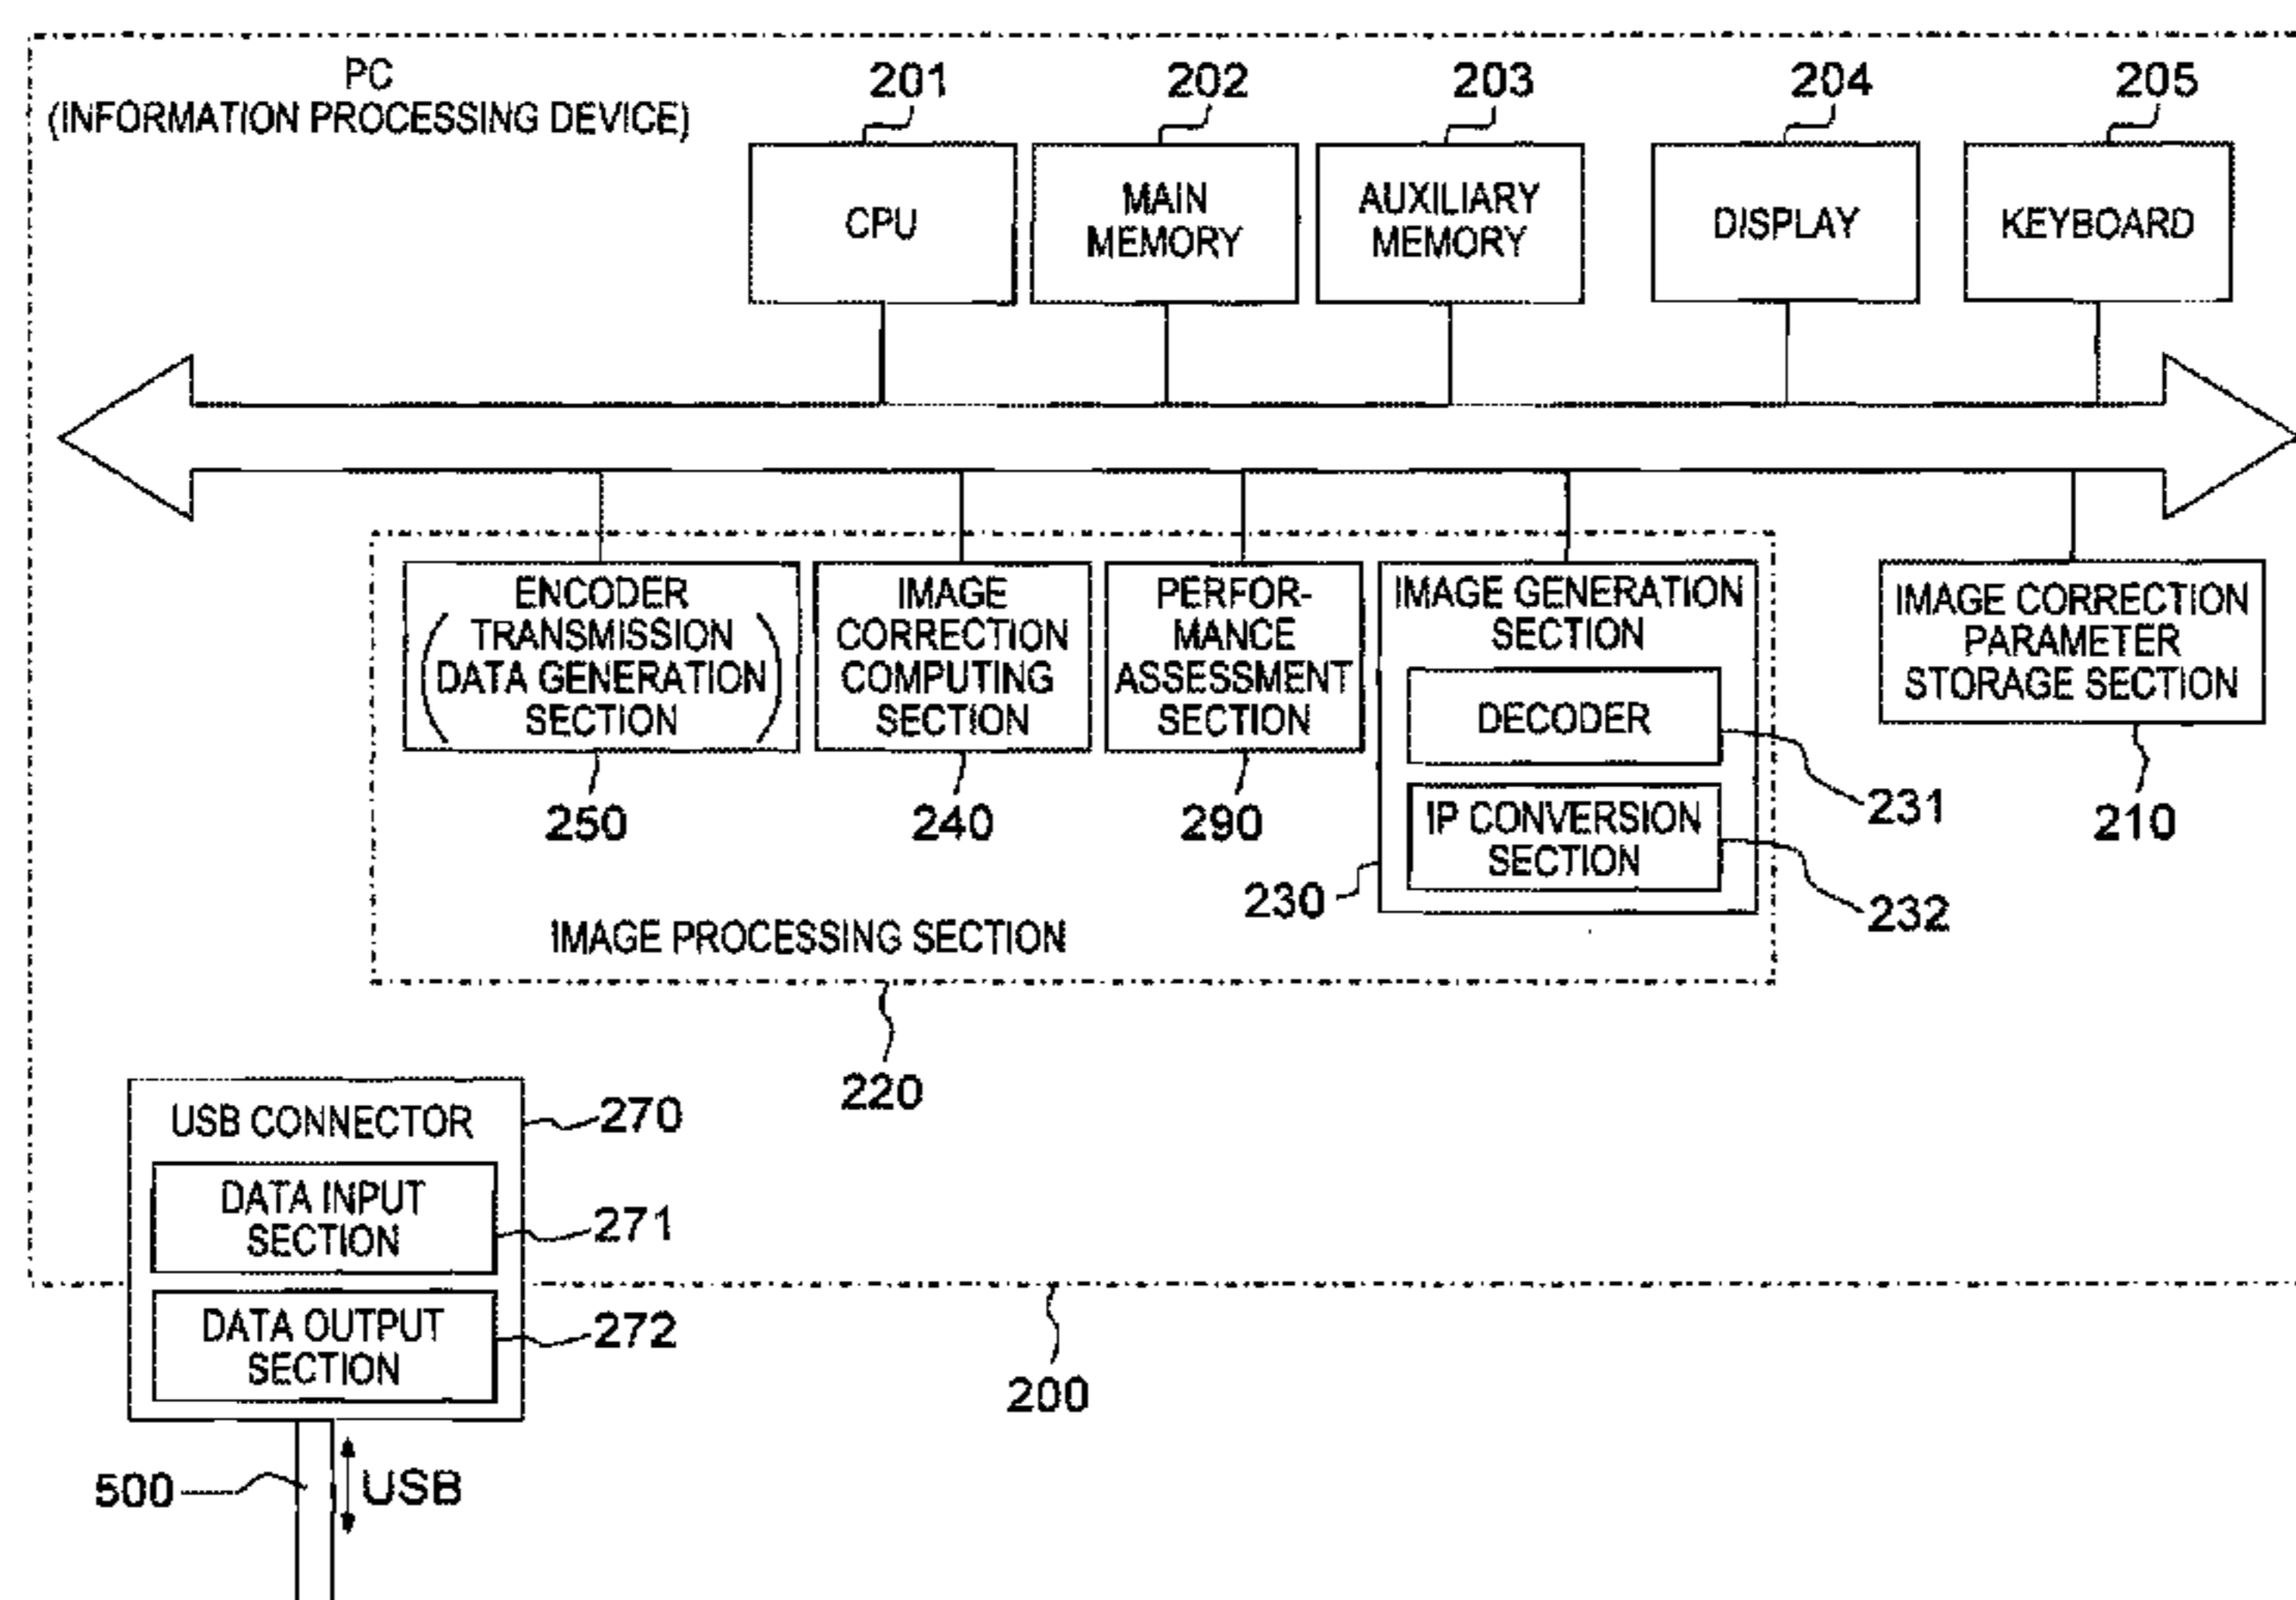 PC
(INFORMATION PROCESSING DEVICE)
201
202
203
204
205
CPU
MAIN
MEMORY
AUXILIARY
MEMORY
DISPLAY
KEYBOARD
ENCODER
(TRANSMISSION
DATA GENERATION
SECTION)
250
IMAGE
CORRECTION
COMPUTING
SECTION
240
PERFOR-
MANCE
ASSESSMENT
SECTION
290
IMAGE GENERATION
SECTION
DECODER
231
IP CONVERSION
SECTION
232
230
IMAGE CORRECTION
PARAMETER
STORAGE SECTION
210
IMAGE PROCESSING SECTION
220
USB CONNECTOR
270
DATA INPUT
SECTION
271
DATA OUTPUT
SECTION
272
200
500
USB